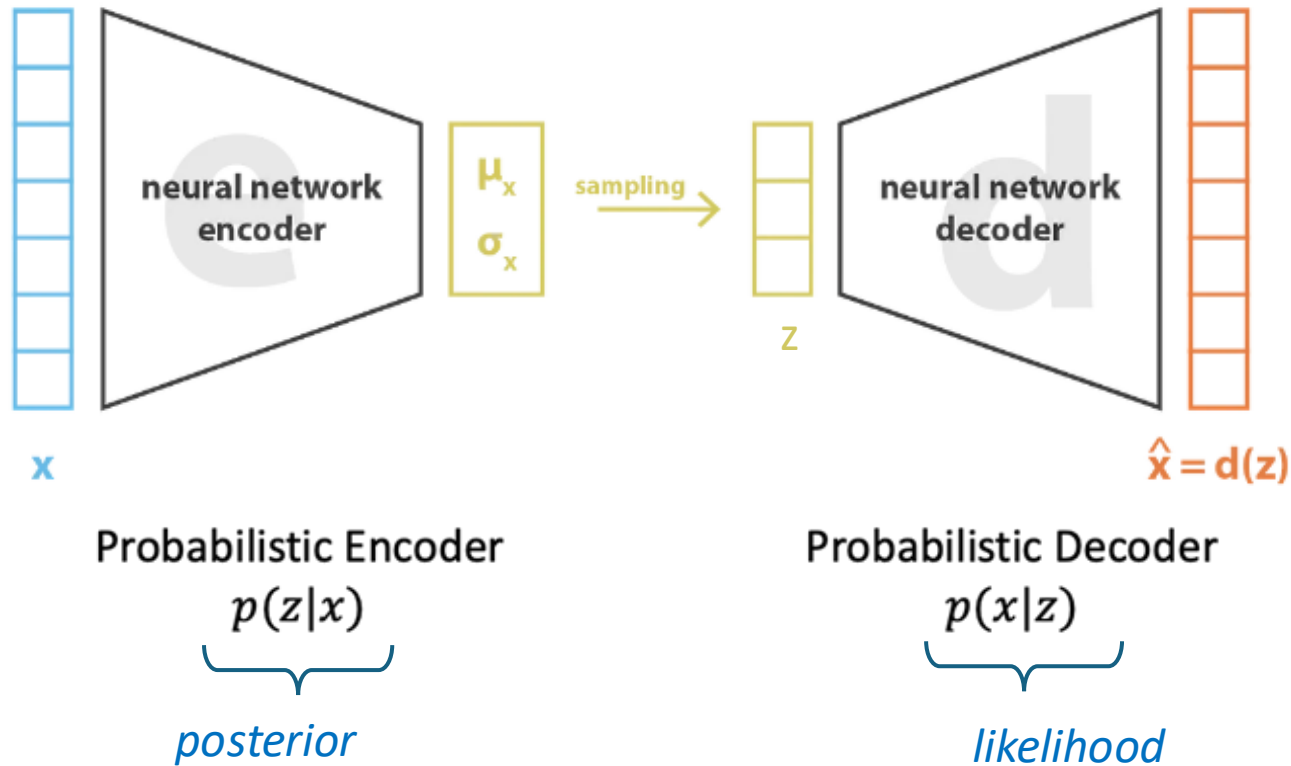 e
neural network
encoder
μₓ
σₓ
sampling
z
d
neural network
decoder
x
x̂ = d(z)
Probabilistic Encoder
p(z|x)
posterior
Probabilistic Decoder
p(x|z)
likelihood